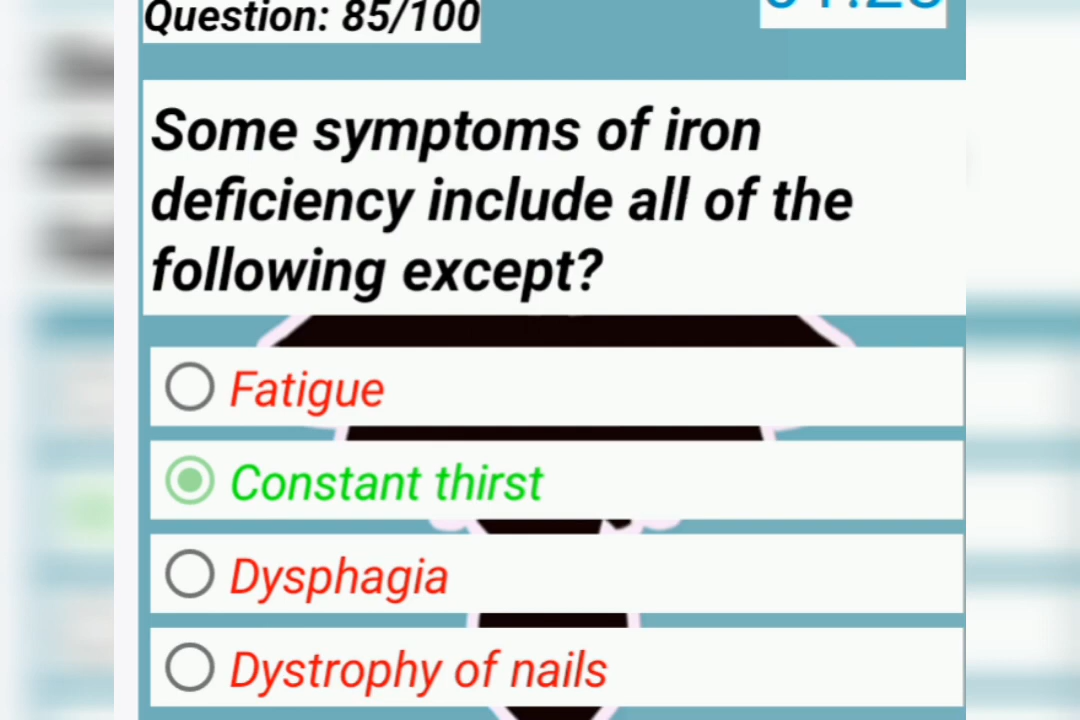 Question: 85/100
Some symptoms of iron
deficiency include all of the
following except?
Fatigue
Constant thirst
Dysphagia
Dystrophy of nails